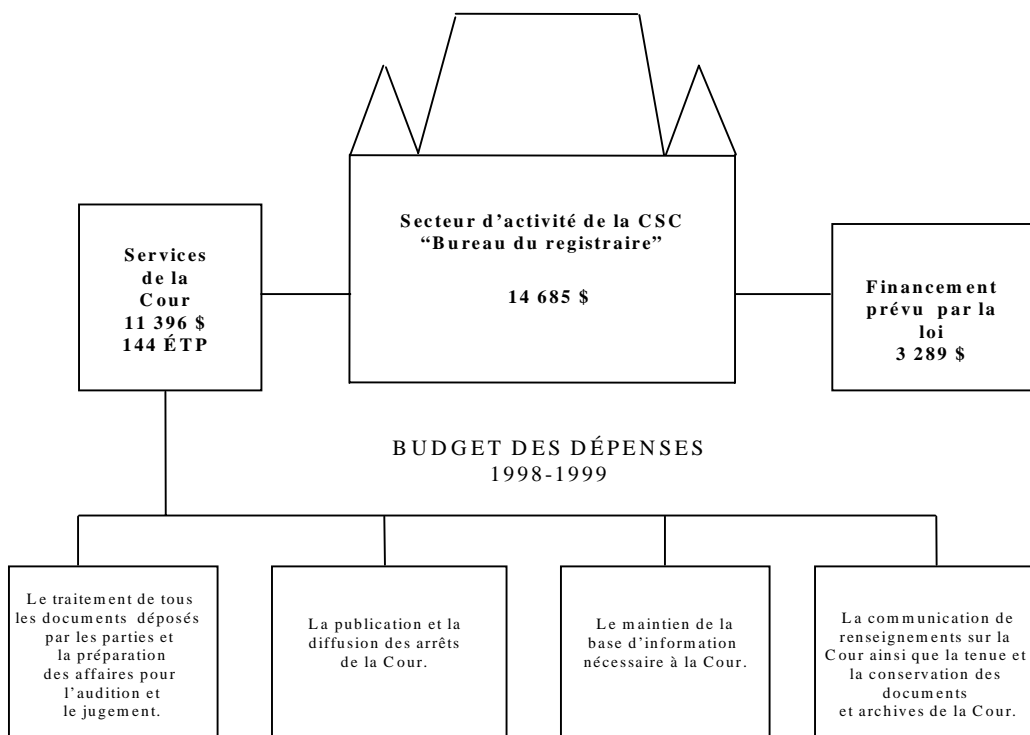 Secteur d'activité de la CSC
“Bureau du registraire”
14 685 $
Services
de la
Cour
11 396 $
144 ÉTP
Financement
prévu par la
loi
3 289 $
BUDGET DES DÉPENSES
1998-1999
Le traitement de tous
les documents déposés
par les parties et
la préparation
des affaires pour
l'audition et
le jugement.
La publication et la
diffusion des arrêts
de la Cour.
Le maintien de la
base d'information
nécessaire à la Cour.
La communication de
renseignements sur la
Cour ainsi que la tenue et
la conservation des
documents
et archives de la Cour.